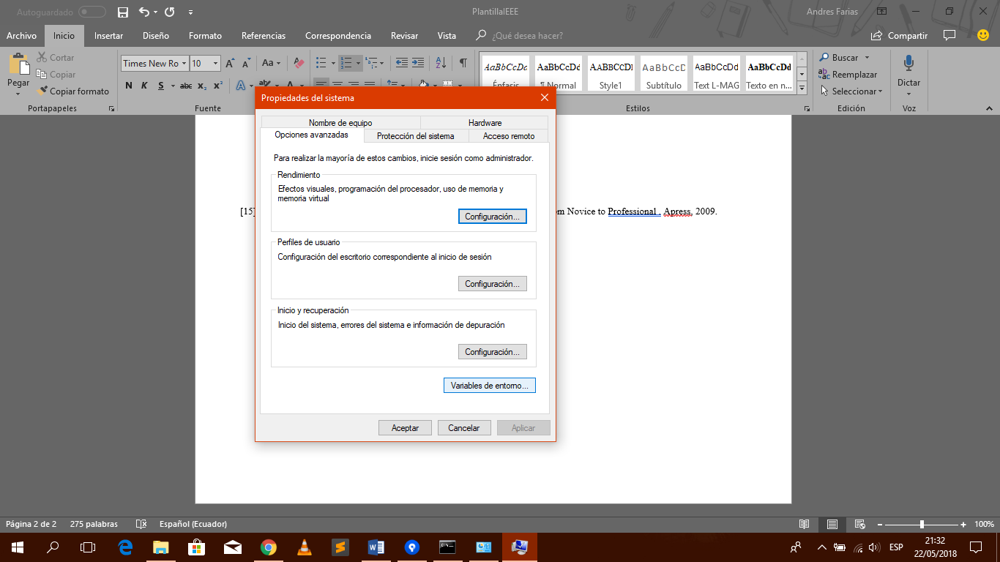 Autoguardado
PlantillaIEEE
Andres Farias
Archivo Inicio Insertar Diseño Formato Referencias Correspondencia Revisar Vista ¿Qué desea hacer? Compartir
Pegar
Cortar
Copiar
Copiar formato
Portapapeles
Times New Ro 10
Aa
N K S abc x₂ x²
Fuente
AaBbCcDc AaBbCcDd AABBCCDI AaBbCcD AaBbCcDd AaBbCcDd
Énfasis ¶ Normal Style1 Subtítulo Text L-MAG Texto en n...
Estilos
Buscar
Reemplazar
Seleccionar
Edición
Dictar
Voz
Propiedades del sistema
Nombre de equipo Hardware
Opciones avanzadas Protección del sistema Acceso remoto
Para realizar la mayoría de estos cambios, inicie sesión como administrador.
Rendimiento
Efectos visuales, programación del procesador, uso de memoria y
memoria virtual
Configuración...
Perfiles de usuario
Configuración del escritorio correspondiente al inicio de sesión
Configuración...
Inicio y recuperación
Inicio del sistema, errores del sistema e información de depuración
Configuración...
Variables de entorno...
Aceptar Cancelar Aplicar
[15] om Novice to Professional . Apress, 2009.
Página 2 de 2 275 palabras Español (Ecuador) 100%
ESP
21:32
22/05/2018